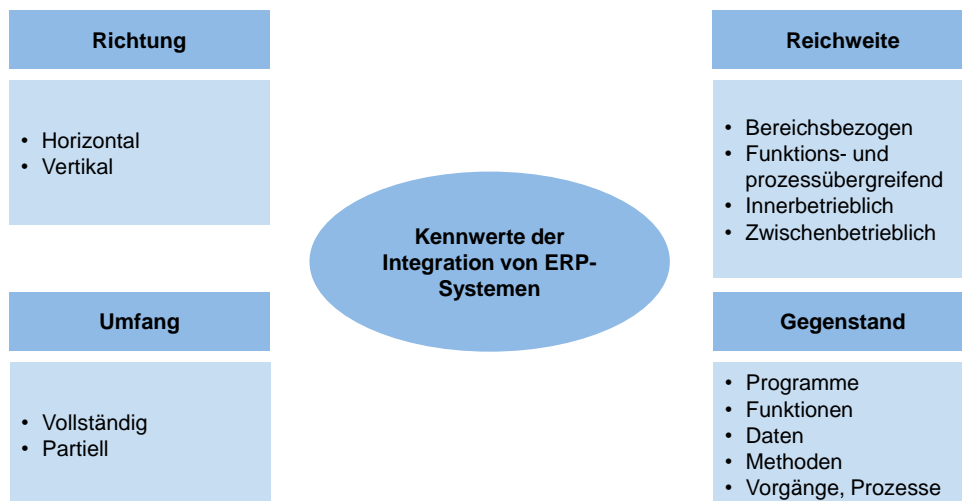 Richtung
• Horizontal
• Vertikal
Reichweite
• Bereichsbezogen
• Funktions- und
prozessübergreifend
• Innerbetrieblich
• Zwischenbetrieblich
Kennwerte der
Integration von ERP-
Systemen
Umfang
• Vollständig
• Partiell
Gegenstand
• Programme
• Funktionen
• Daten
• Methoden
• Vorgänge, Prozesse